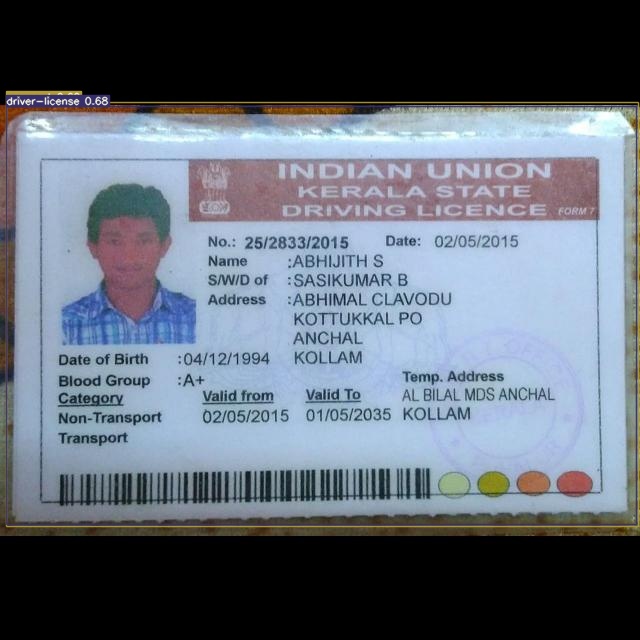 driver-license 0.68
INDIAN UNION
KERALA STATE
DRIVING LICENCE FORM 7
No.: 25/2833/2015 Date: 02/05/2015
Name :ABHIJITH S
S/W/D of :SASIKUMAR B
Address :ABHIMAL CLAVODU
KOTTUKKAL PO
ANCHAL
KOLLAM
Date of Birth :04/12/1994
Blood Group :A+
Category Valid from Valid To
Non-Transport 02/05/2015 01/05/2035
Transport
Temp. Address
AL BILAL MDS ANCHAL
KOLLAM